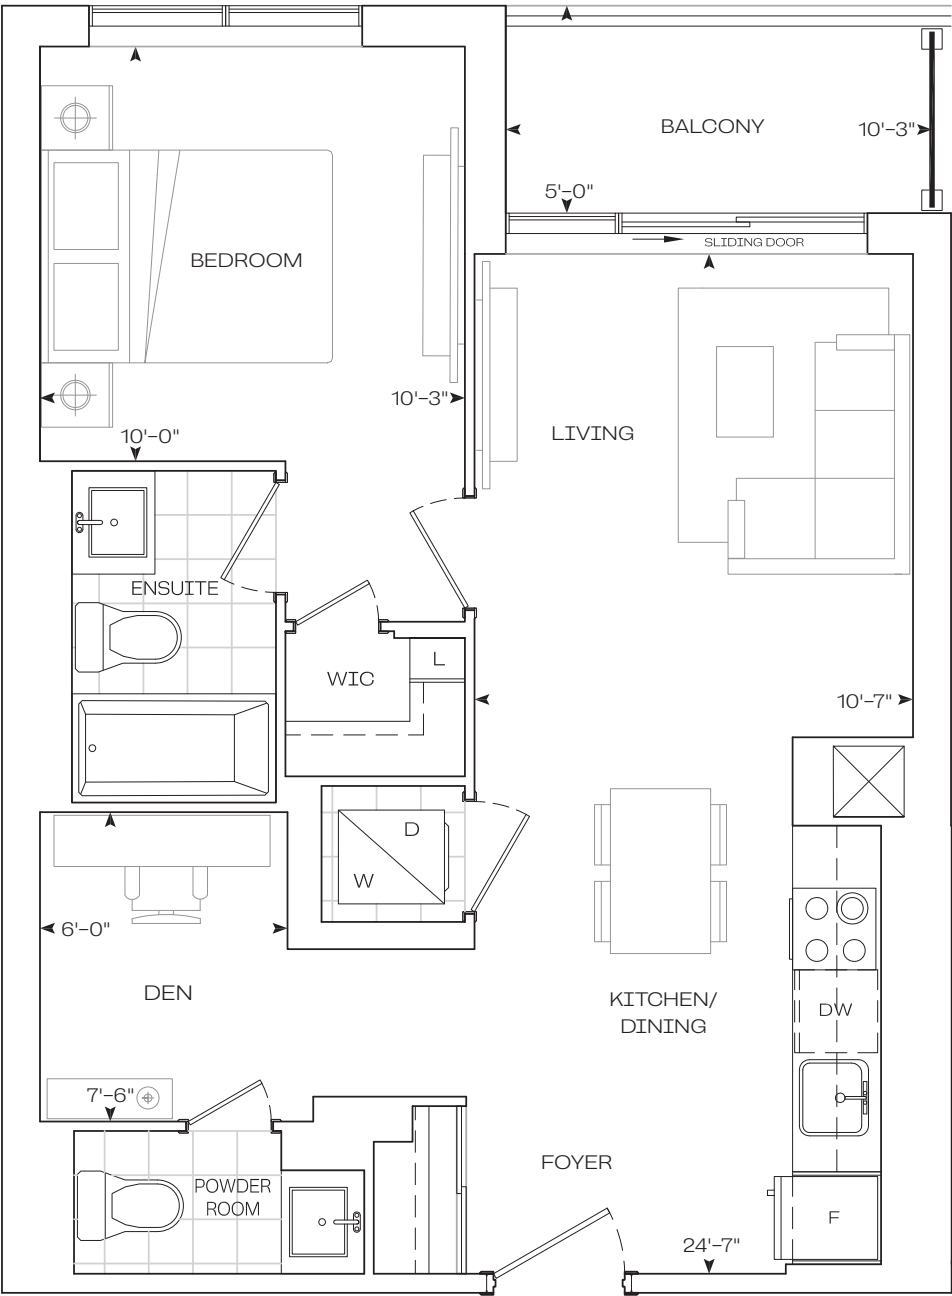 BALCONY
10'-3"
5'-0"
SLIDING DOOR
BEDROOM
10'-3"
10'-0"
LIVING
ENSUITE
WIC
L
10'-7"
D
W
6'-0"
DEN
KITCHEN/
DINING
DW
7'-6"
FOYER
POWDER
ROOM
F
24'-7"